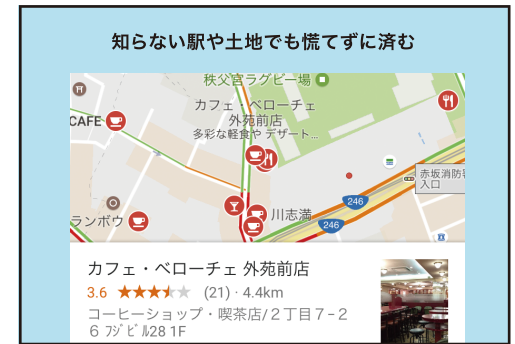 知らない駅や土地でも慌てずに済む
秩父宮ラグビー場
カフェ・ベローチェ
外苑前店
多彩な軽食や デザート...
CAFE
赤坂消防署
入口
246
246
ランボウ
川志満
カフェ・ベローチェ 外苑前店
3.6 ★★★★★ (21)・4.4km
コーヒーショップ・喫茶店/２丁目７−２
６ ﾌｼﾞﾋﾞﾙ28 1F